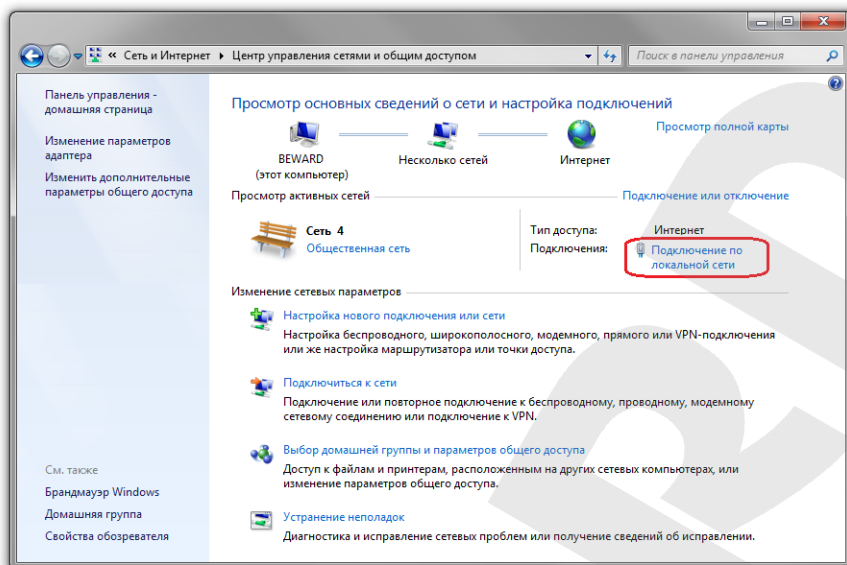 « Сеть и Интернет ▸ Центр управления сетями и общим доступом
Поиск в панели управления
Панель управления -
домашняя страница
Изменение параметров
адаптера
Изменить дополнительные
параметры общего доступа
Просмотр основных сведений о сети и настройка подключений
BEWARD
(этот компьютер)
Несколько сетей
Интернет
Просмотр полной карты
Просмотр активных сетей
Подключение или отключение
Сеть 4
Общественная сеть
Тип доступа: Интернет
Подключения: Подключение по
локальной сети
Изменение сетевых параметров
Настройка нового подключения или сети
Настройка беспроводного, широкополосного, модемного, прямого или VPN-подключения
или же настройка маршрутизатора или точки доступа.
Подключиться к сети
Подключение или повторное подключение к беспроводному, проводному, модемному
сетевому соединению или подключение к VPN.
Выбор домашней группы и параметров общего доступа
Доступ к файлам и принтерам, расположенным на других сетевых компьютерах, или
изменение параметров общего доступа.
Устранение неполадок
Диагностика и исправление сетевых проблем или получение сведений об исправлении.
См. также
Брандмауэр Windows
Домашняя группа
Свойства обозревателя